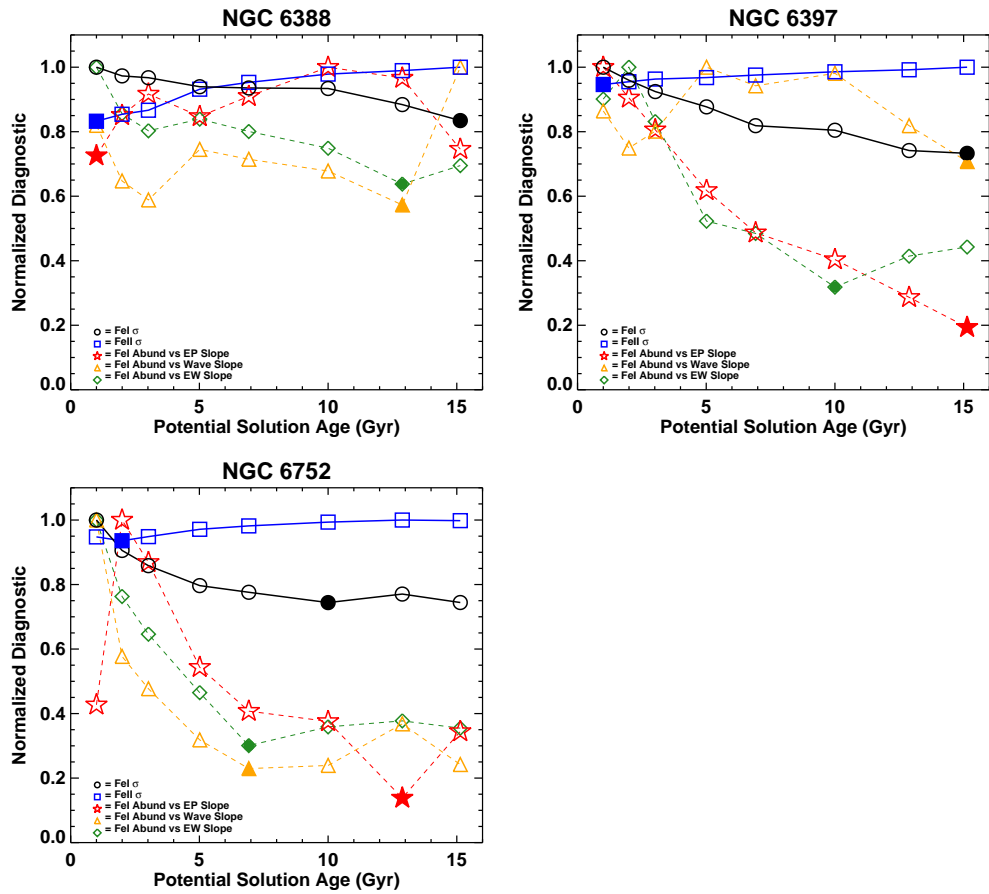 NGC 6388
Normalized Diagnostic
1.0
0.8
0.6
0.4
0.2
0.0
= FeI σ
= FeII σ
= FeI Abund vs EP Slope
= FeI Abund vs Wave Slope
= FeI Abund vs EW Slope
0 5 10 15
Potential Solution Age (Gyr)
NGC 6397
Normalized Diagnostic
1.0
0.8
0.6
0.4
0.2
0.0
= FeI σ
= FeII σ
= FeI Abund vs EP Slope
= FeI Abund vs Wave Slope
= FeI Abund vs EW Slope
0 5 10 15
Potential Solution Age (Gyr)
NGC 6752
Normalized Diagnostic
1.0
0.8
0.6
0.4
0.2
0.0
= FeI σ
= FeII σ
= FeI Abund vs EP Slope
= FeI Abund vs Wave Slope
= FeI Abund vs EW Slope
0 5 10 15
Potential Solution Age (Gyr)